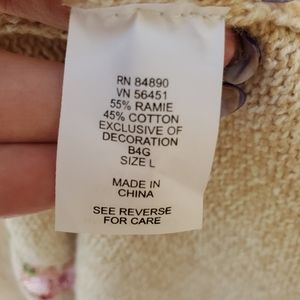 RN 84890
VN 56451
55% RAMIE
45% COTTON
EXCLUSIVE OF
DECORATION
B4G
SIZE L
MADE IN
CHINA
SEE REVERSE
FOR CARE